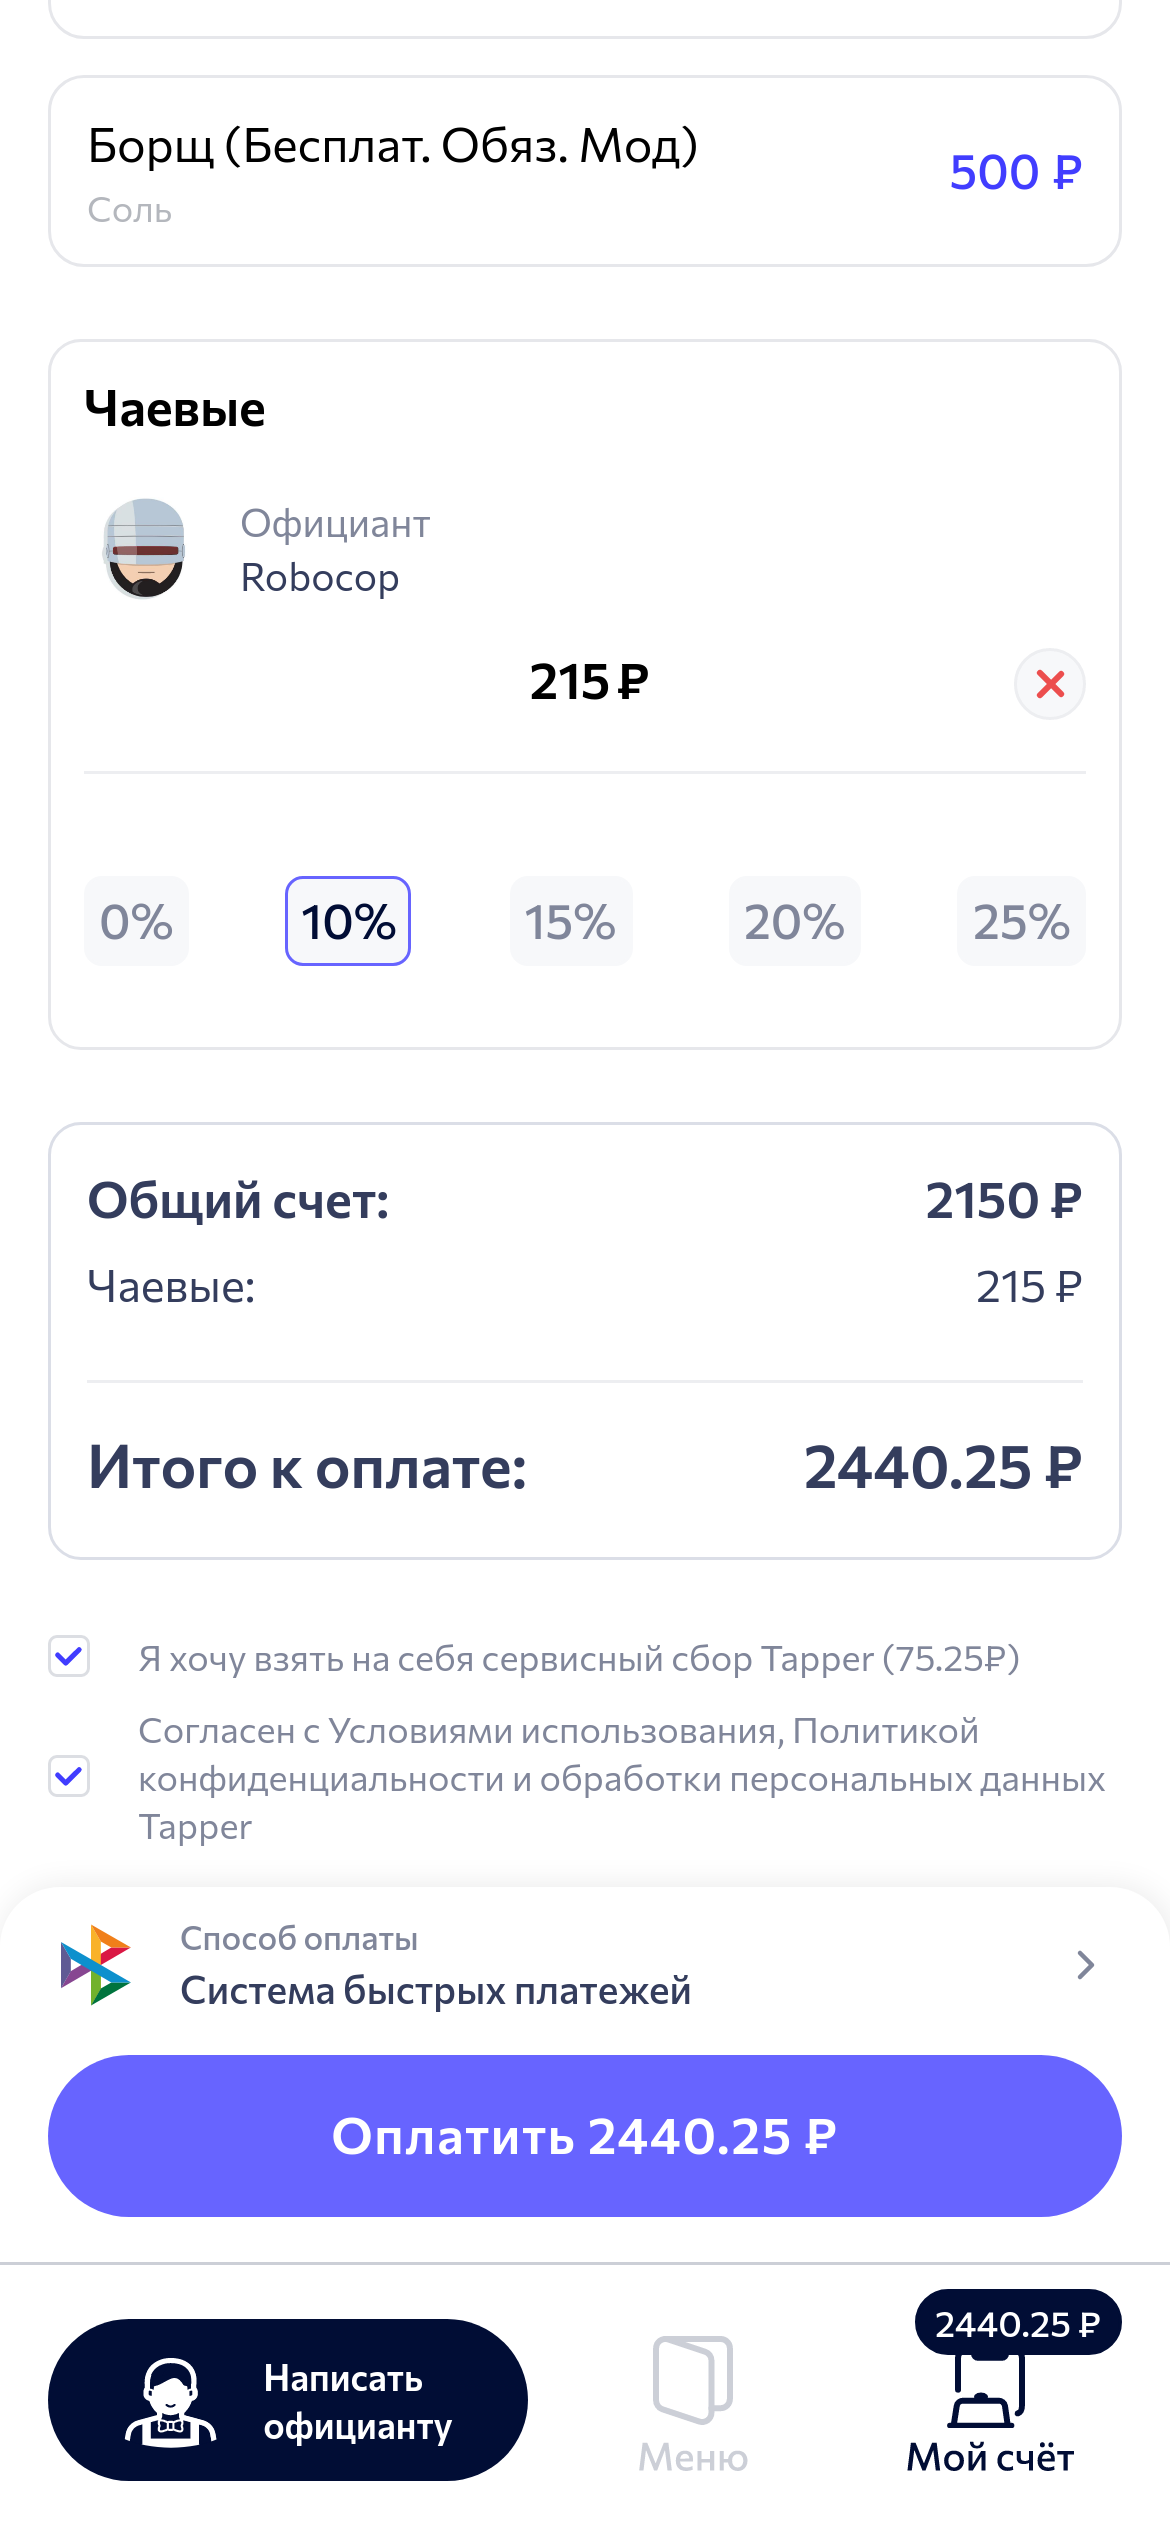 Борщ (Бесплат. Обяз. Мод)
500 ₽
Соль
Чаевые
Официант
Robocop
215 ₽
0%
10%
15%
20%
25%
Общий счет:
2150 ₽
Чаевые:
215 ₽
Итого к оплате:
2440.25 ₽
Я хочу взять на себя сервисный сбор Tapper (75.25₽)
Согласен с Условиями использования, Политикой
конфиденциальности и обработки персональных данных
Tapper
Способ оплаты
Система быстрых платежей
Оплатить 2440.25 ₽
Написать
официанту
Меню
2440.25 ₽
Мой счёт